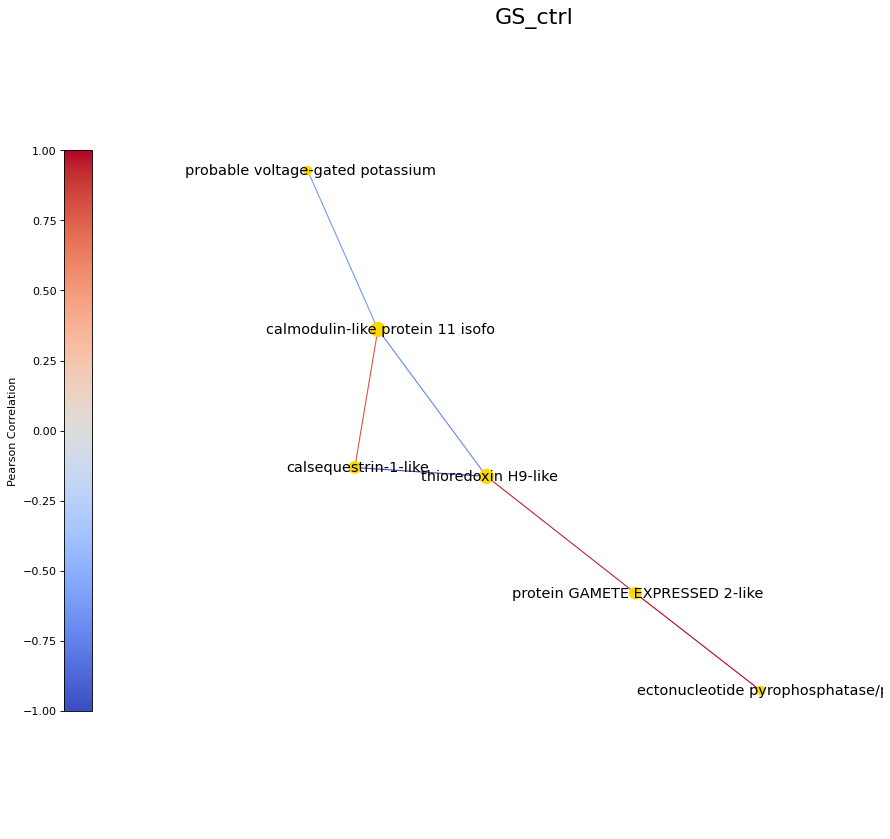 GS_ctrl
1.00
0.75
0.50
0.25
0.00
−0.25
−0.50
−0.75
−1.00
Pearson Correlation
probable voltage-gated potassium
calmodulin-like protein 11 isofo
calsequestrin-1-like
thioredoxin H9-like
protein GAMETE EXPRESSED 2-like
ectonucleotide pyrophosphatase/p